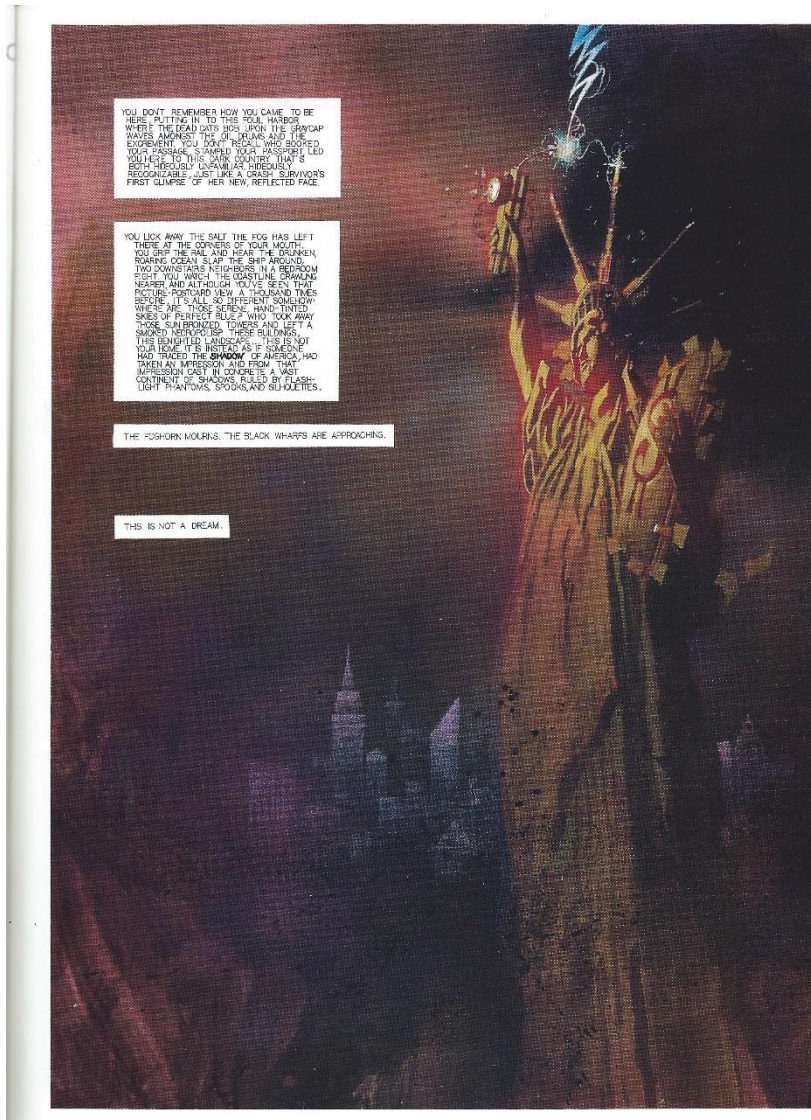 YOU DON'T REMEMBER HOW YOU CAME TO BE
HERE, PUTTING IN TO THIS FOUL HARBOR
WHERE THE DEAD CATS BOB UPON THE GRAYCAP
WAVES AMONGST THE OIL DRUMS AND THE
EXCREMENT. YOU DON'T RECALL WHO BOOKED
YOUR PASSAGE, STAMPED YOUR PASSPORT, LED
YOU HERE TO THIS DARK COUNTRY THAT'S
BOTH HIDEOUSLY UNFAMILIAR, HIDEOUSLY
RECOGNIZABLE, JUST LIKE A CRASH SURVIVOR'S
FIRST GLIMPSE OF HER NEW, REFLECTED FACE.
YOU LICK AWAY THE SALT THE FOG HAS LEFT
THERE AT THE CORNERS OF YOUR MOUTH.
YOU GRIP THE RAIL AND HEAR THE DRUNKEN,
ROARING OCEAN SLAP THE SHIP AROUND,
TWO DOWNSTAIRS NEIGHBORS IN A BEDROOM
FIGHT. YOU WATCH THE COASTLINE CRAWLING
NEARER, AND ALTHOUGH YOU'VE SEEN THAT
PICTURE-POSTCARD VIEW A THOUSAND TIMES
BEFORE, IT'S ALL SO DIFFERENT SOMEHOW:
WHERE ARE THOSE SERENE, HAND-TINTED
SKIES OF PERFECT BLUE? WHO TOOK AWAY
THOSE SUN BRONZED TOWERS AND LEFT A
SMOKED NECROPOLIS? THESE BUILDINGS,
THIS BENIGHTED LANDSCAPE... THIS IS NOT
YOUR HOME. IT IS INSTEAD AS IF SOMEONE
HAD TRACED THE SHADOW OF AMERICA, HAD
TAKEN AN IMPRESSION AND FROM THAT
IMPRESSION CAST IN CONCRETE A VAST
CONTINENT OF SHADOWS, RULED BY FLASH-
LIGHT PHANTOMS, SPOOKS, AND SILHOUETTES.
THE FOGHORN MOURNS. THE BLACK WHARFS ARE APPROACHING.
THIS IS NOT A DREAM.